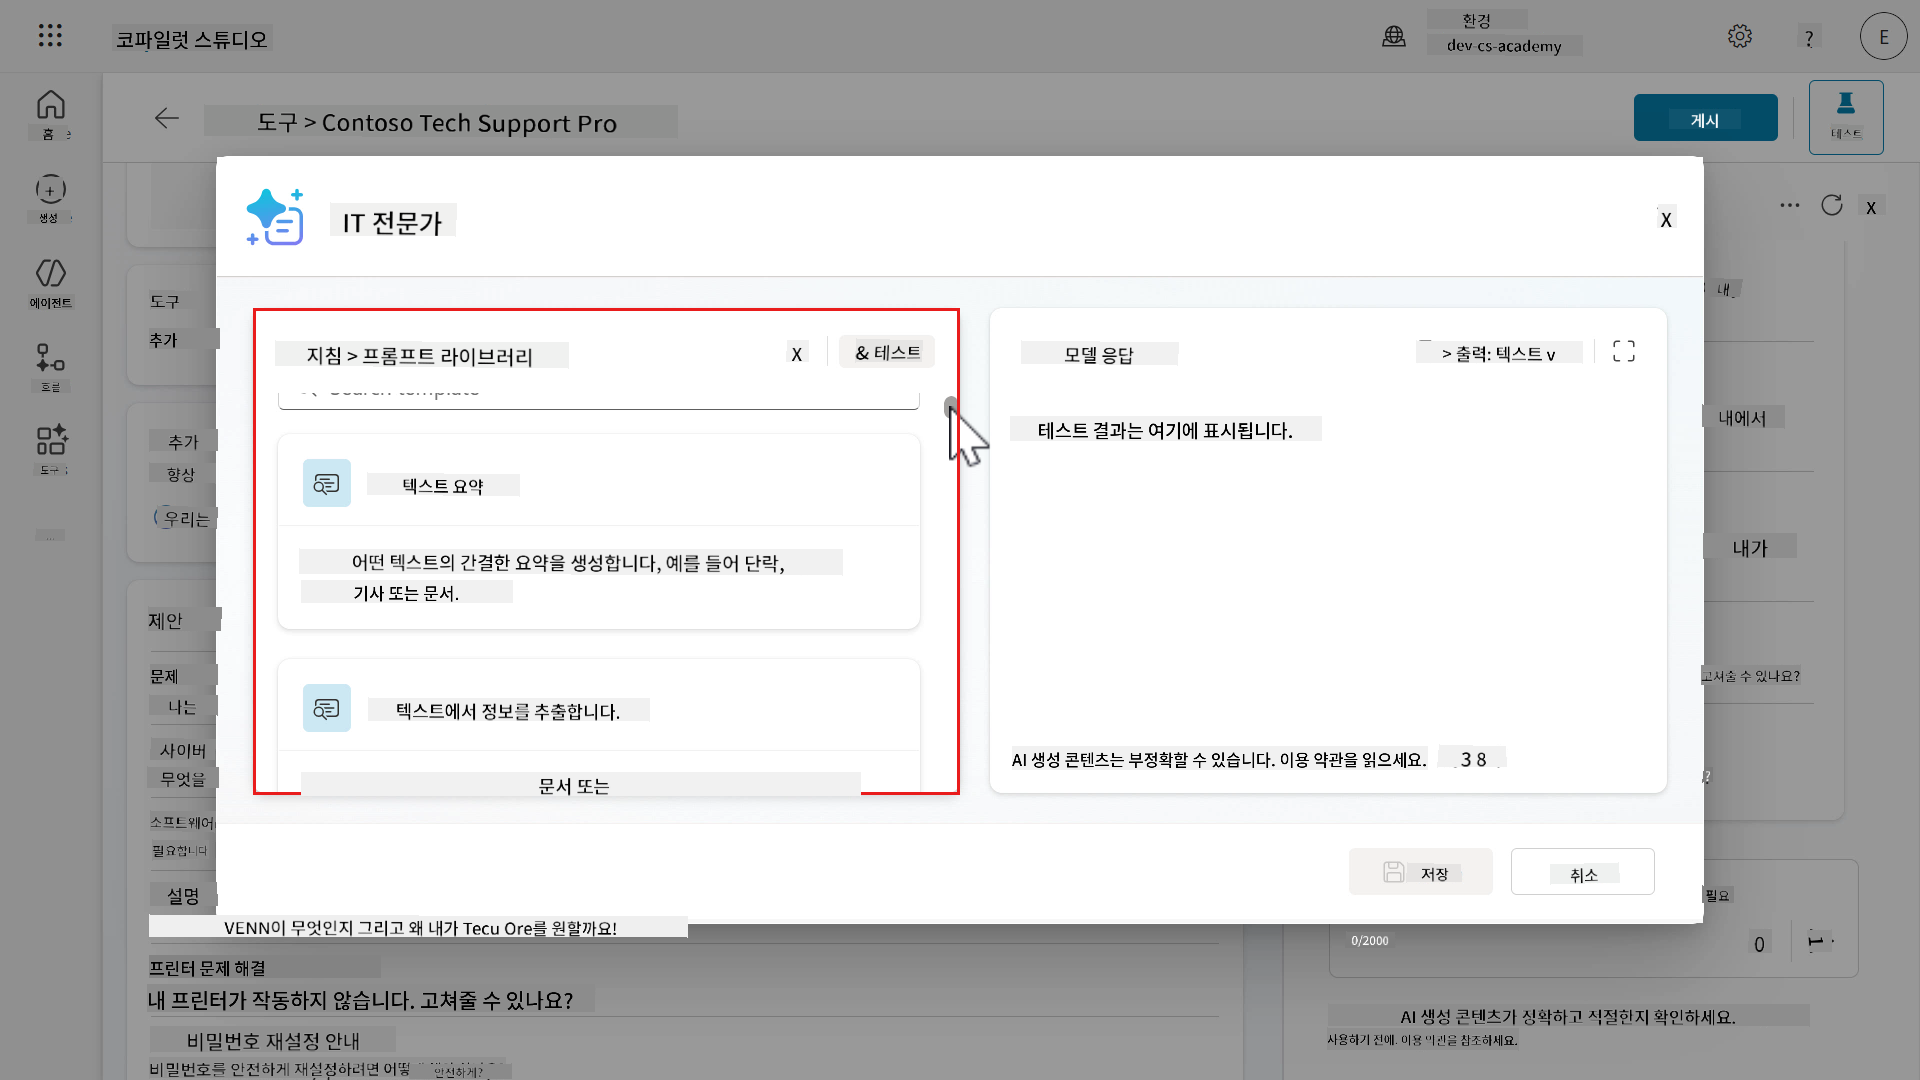 코파일럿 스튜디오
환경
dev-cs-academy
?
E
홈
생성
에이전트
흐름
도구
...
도구 > Contoso Tech Support Pro
게시
테스트
IT 전문가
X
X
지침 > 프롬프트 라이브러리
X
& 테스트
텍스트 요약
어떤 텍스트의 간결한 요약을 생성합니다, 예를 들어 단락,
기사 또는 문서.
텍스트에서 정보를 추출합니다.
문서 또는
모델 응답
> 출력: 텍스트 v
테스트 결과는 여기에 표시됩니다.
AI 생성 콘텐츠는 부정확할 수 있습니다. 이용 약관을 읽으세요.
3 8
저장
취소
도구
추가
추가
향상
우리는
제안
문제
나는
사이버
무엇을
소프트웨어
필요합니다
설명
VENN이 무엇인지 그리고 왜 내가 Tecu Ore를 원할까요!
프린터 문제 해결
내 프린터가 작동하지 않습니다. 고쳐줄 수 있나요?
비밀번호 재설정 안내
비밀번호를 안전하게 재설정하려면 어떻
안전하게?
내
내에서
내가
고쳐줄 수 있나요?
필요
0/2000
0
AI 생성 콘텐츠가 정확하고 적절한지 확인하세요.
사용하기 전에. 이용 약관을 참조하세요.